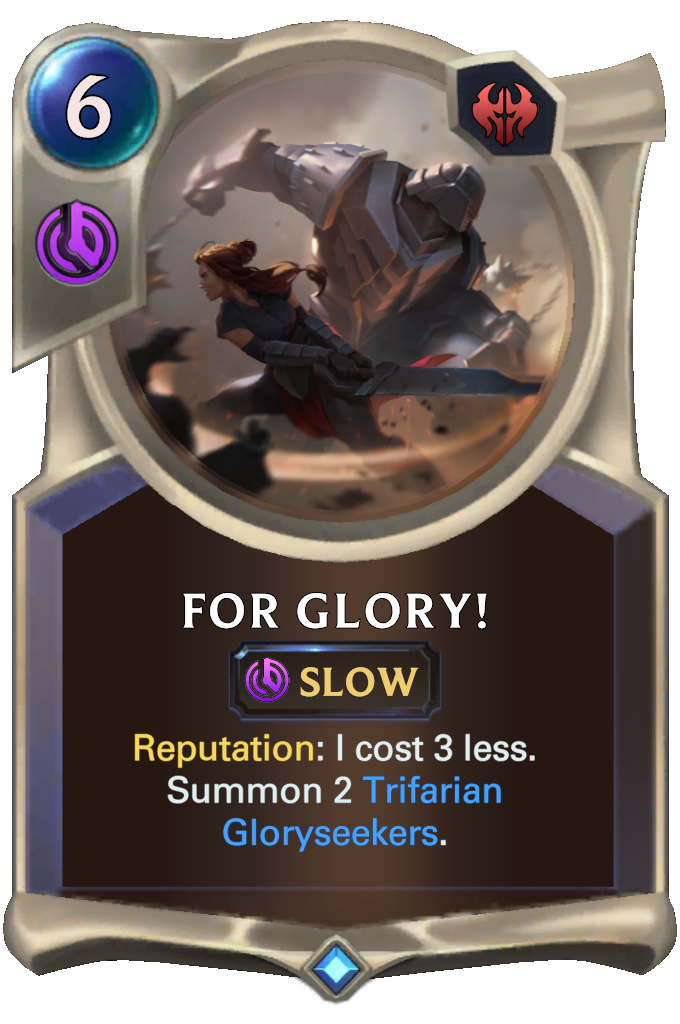 6
FOR GLORY!
SLOW
Reputation: I cost 3 less.
Summon 2 Trifarian
Gloryseekers.